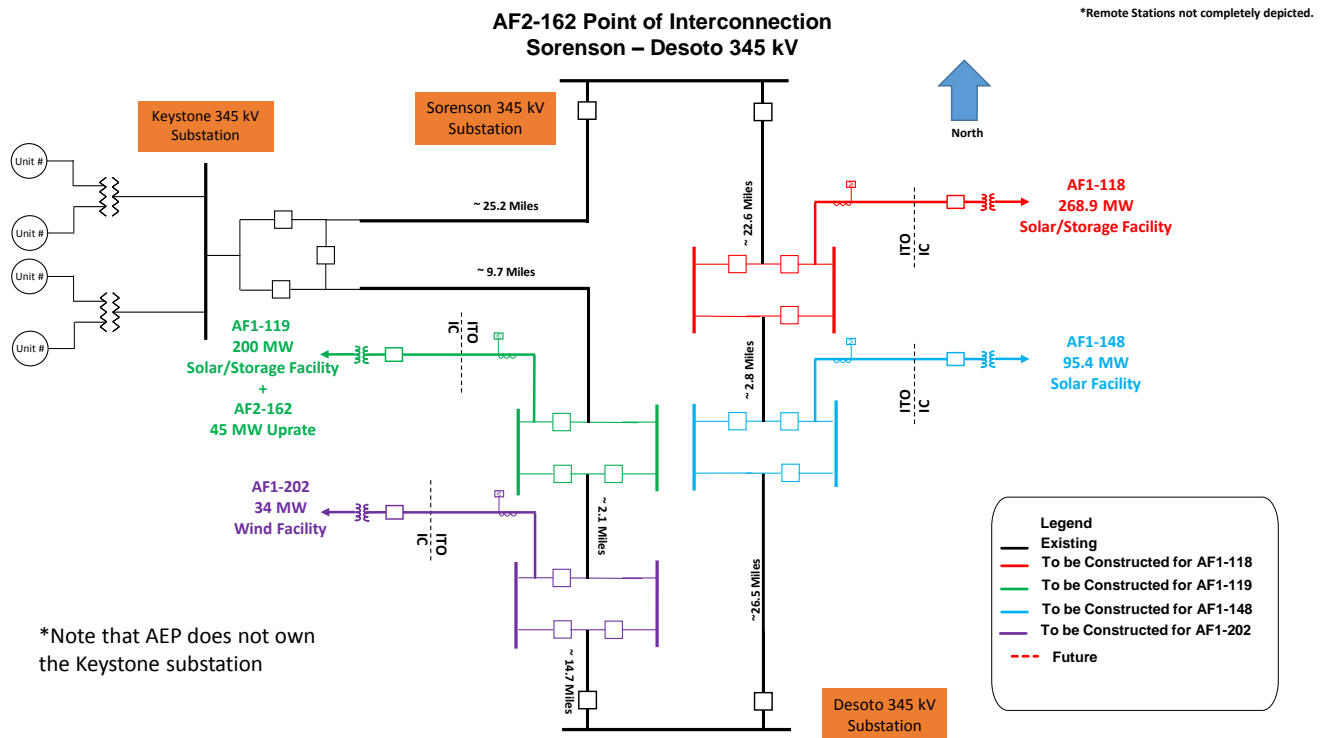 AF2-162 Point of Interconnection
Sorenson – Desoto 345 kV
*Remote Stations not completely depicted.
Keystone 345 kV
Substation
Sorenson 345 kV
Substation
North
Unit #
Unit #
Unit #
Unit #
~ 25.2 Miles
~ 9.7 Miles
~ 22.6 Miles
M
ITO
IC
AF1-118
268.9 MW
Solar/Storage Facility
AF1-119
200 MW
Solar/Storage Facility
+
AF2-162
45 MW Uprate
IC
ITO
M
~ 2.8 Miles
M
ITO
IC
AF1-148
95.4 MW
Solar Facility
AF1-202
34 MW
Wind Facility
IC
ITO
M
~ 2.1 Miles
~26.5 Miles
~ 14.7 Miles
*Note that AEP does not own
the Keystone substation
Desoto 345 kV
Substation
Legend
Existing
To be Constructed for AF1-118
To be Constructed for AF1-119
To be Constructed for AF1-148
To be Constructed for AF1-202
Future